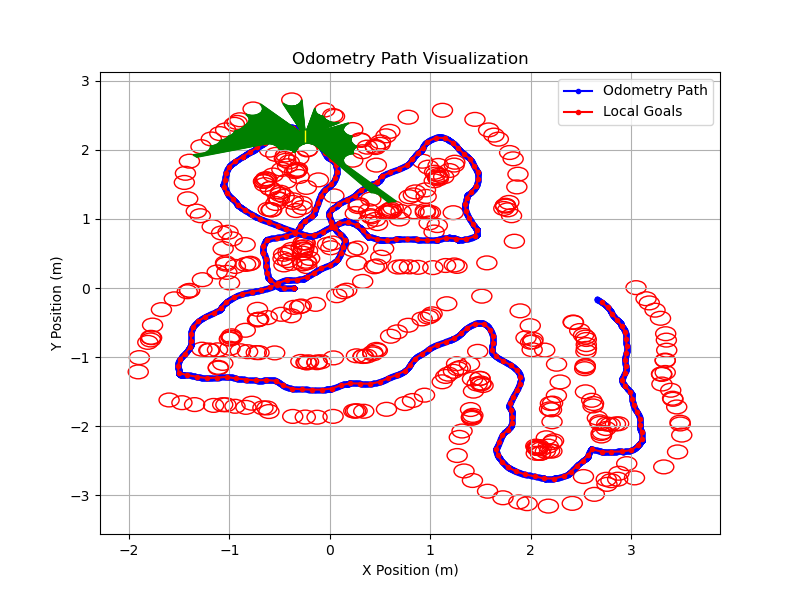 Odometry Path Visualization
Odometry Path
Local Goals
3
2
1
0
−1
−2
−3
Y Position (m)
−2
−1
0
1
2
3
X Position (m)